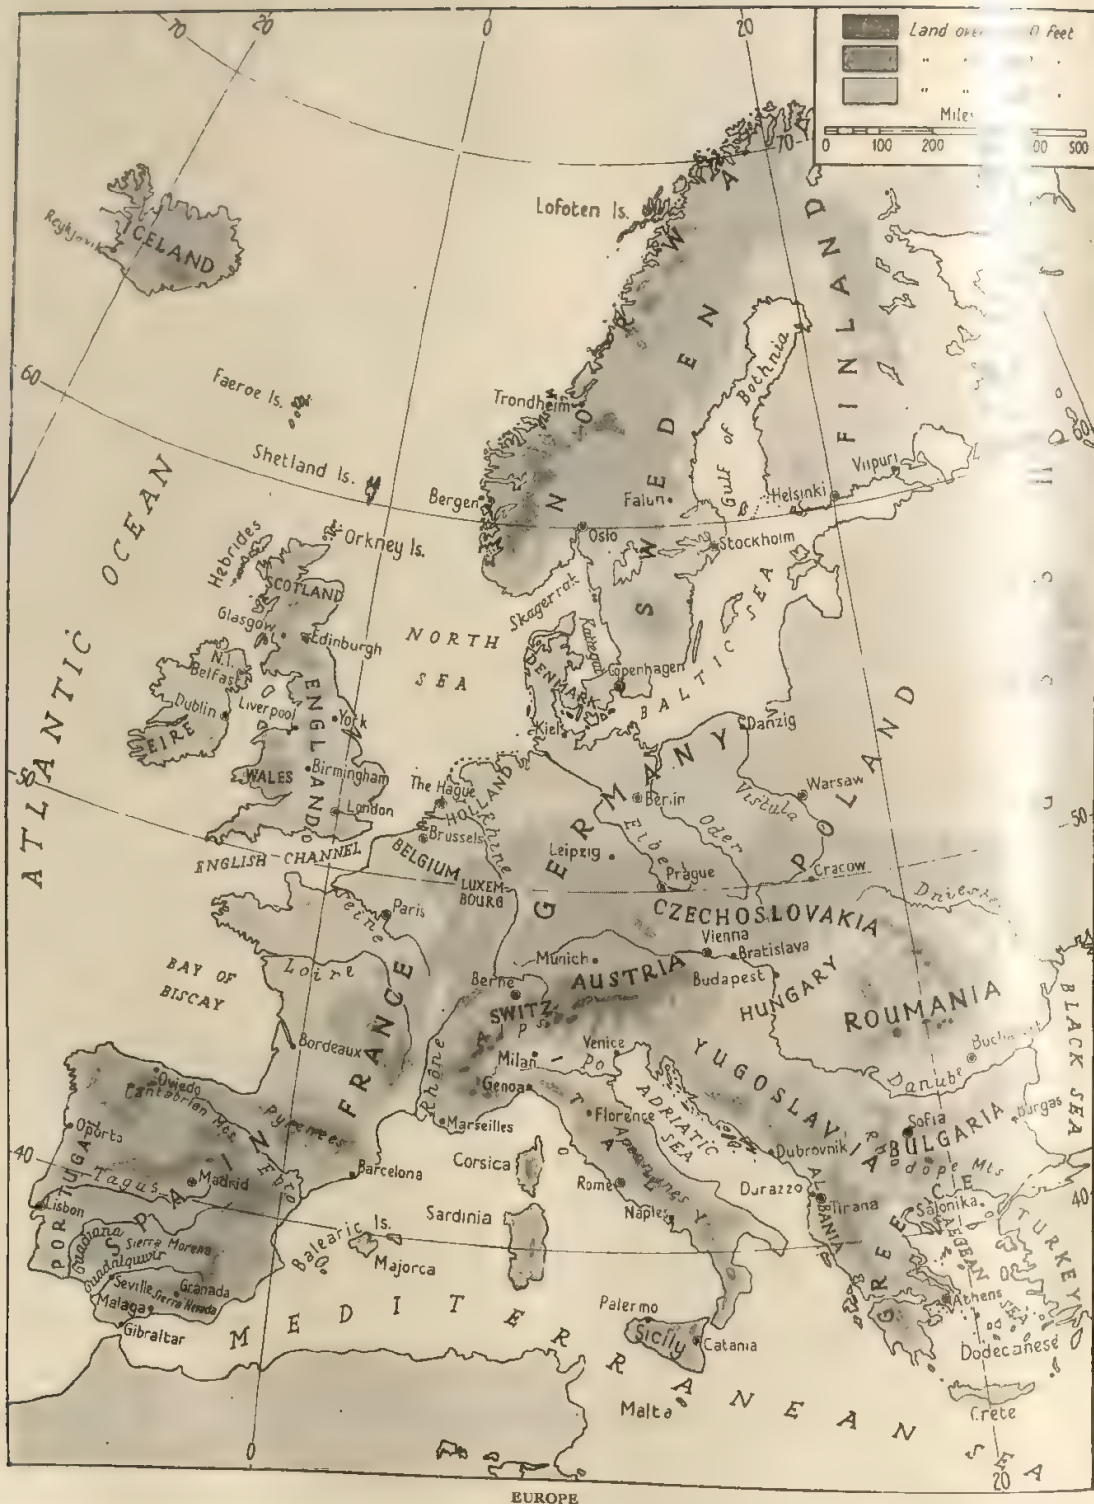 70
20
0
20
Land over
feet
Miles
0 100 200 500
70
ICELAND
Reykjavik
Lofoten Is.
NORWAY
SWEDEN
FINLAND
Gulf of Bothnia
60
Faeroe Is.
Trondheim
Shetland Is.
Bergen
Falun
Viipuri
Helsinki
Oslo
Stockholm
ATLANTIC OCEAN
Hebrides
Orkney Is.
SCOTLAND
Glasgow
Edinburgh
NORTH SEA
Skagerrak
Kattegat
DENMARK
Copenhagen
BALTIC SEA
N.I.
Belfast
Dublin
EIRE
Liverpool
ENGLAND
York
Kiel
Danzig
50
WALES
Birmingham
London
The Hague
HOLLAND
Rhine
GERMANY
Berlin
Warsaw
Vistula
POLAND
50
ENGLISH CHANNEL
Brussels
BELGIUM
LUXEM-
BOURG
Leipzig
Elbe
Oder
Prague
Cracow
Seine
Paris
CZECHOSLOVAKIA
Vienna
Bratislava
Munich
AUSTRIA
Budapest
HUNGARY
BAY OF
BISCAY
Loire
FRANCE
Berne
SWITZ.
Alps
ROUMANIA
BLACK SEA
Bordeaux
Rhône
Milan
Venice
Po
Genoa
YUGOSLAVIA
Danube
Oviedo
Cantabrian Mts.
Pyrenees
Marseilles
Florence
ADRIATIC
SEA
ITALY
Apennines
Sofia
BULGARIA
Burgas
Oporto
Ebro
Corsica
Dubrovnik
Rhodope Mts
40
PORTUGAL
Tagus
Madrid
SPAIN
Barcelona
Rome
Durazzo
Tirana
ALBANIA
Salonika
40
Lisbon
Balearic Is.
Majorca
Sardinia
Naples
GREECE
AEGEAN SEA
TURKEY
Guadiana
Sierra Morena
Guadalquivir
Seville
Granada
Sierra Nevada
Malaga
Gibraltar
Palermo
Sicily
Catania
Athens
Dodecanese
MEDITERRANEAN SEA
Malta
Crete
0
20
EUROPE